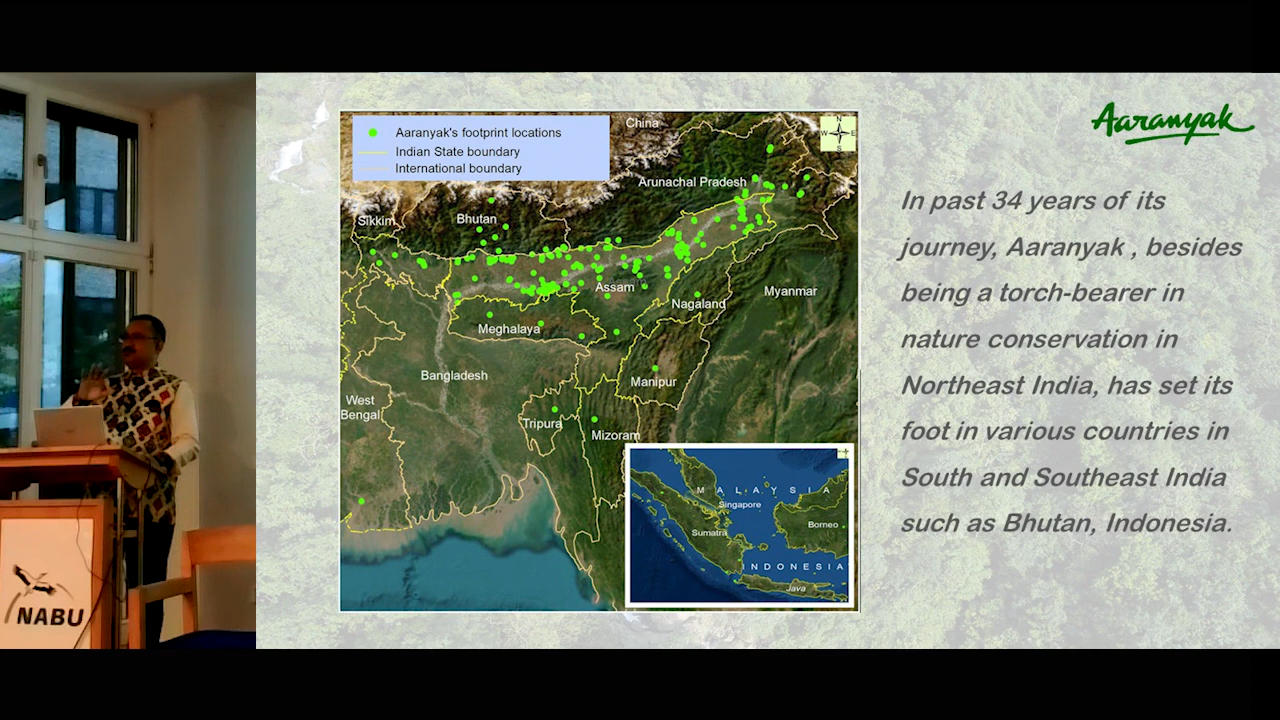 NABU
Aaranyak's footprint locations
Indian State boundary
International boundary
China
N
W E
S
Arunachal Pradesh
Sikkim
Bhutan
Assam
Nagaland
Myanmar
Meghalaya
Bangladesh
Manipur
West
Bengal
Tripura
Mizoram
MALAYSIA
Singapore
Borneo
Sumatra
INDONESIA
Java
Aaranyak
In past 34 years of its
journey, Aaranyak , besides
being a torch-bearer in
nature conservation in
Northeast India, has set its
foot in various countries in
South and Southeast India
such as Bhutan, Indonesia.